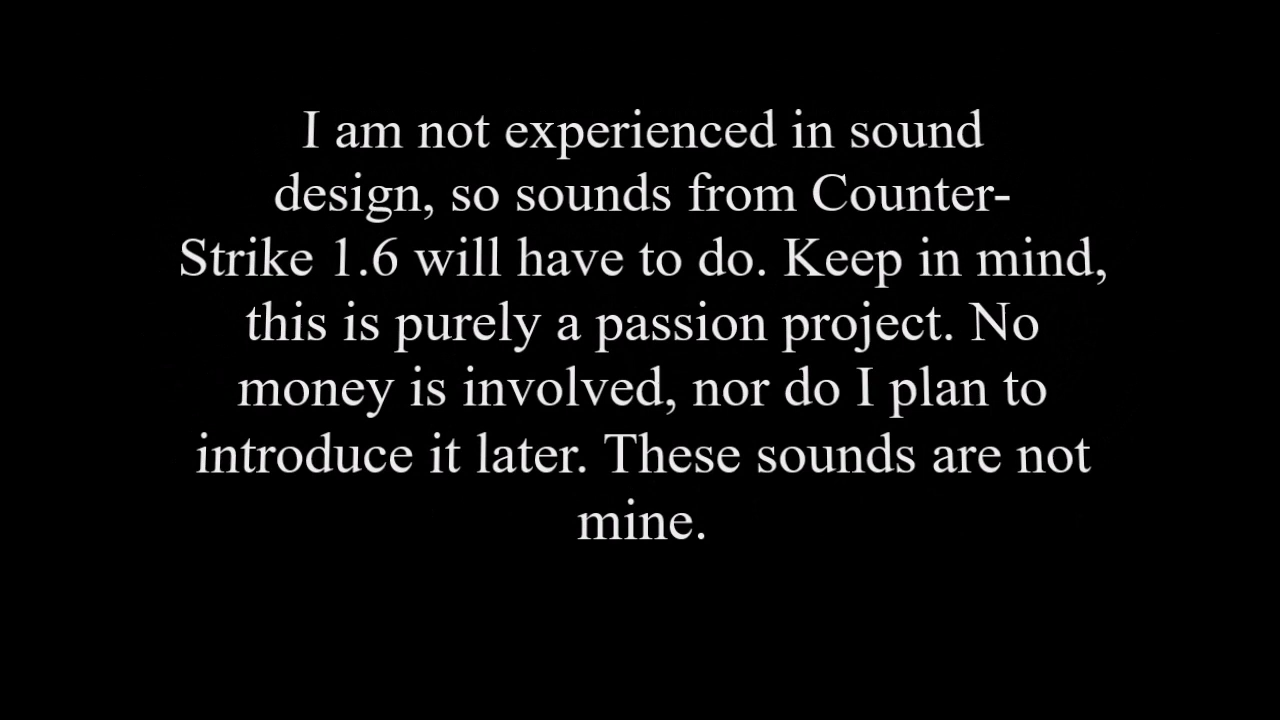 I am not experienced in sound
design, so sounds from Counter-
Strike 1.6 will have to do. Keep in mind,
this is purely a passion project. No
money is involved, nor do I plan to
introduce it later. These sounds are not
mine.